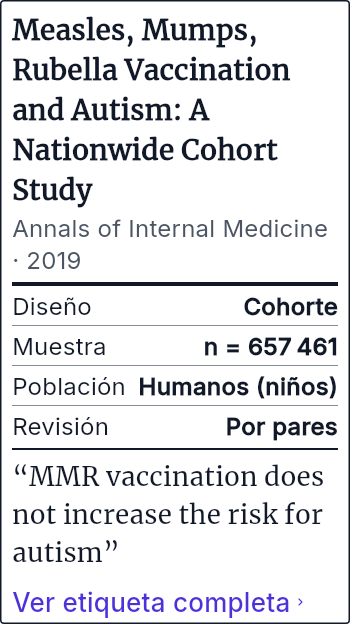 Measles, Mumps,
Rubella Vaccination
and Autism: A
Nationwide Cohort
Study
Annals of Internal Medicine
· 2019
Diseño Cohorte
Muestra n = 657 461
Población Humanos (niños)
Revisión Por pares
“MMR vaccination does
not increase the risk for
autism”
Ver etiqueta completa ›